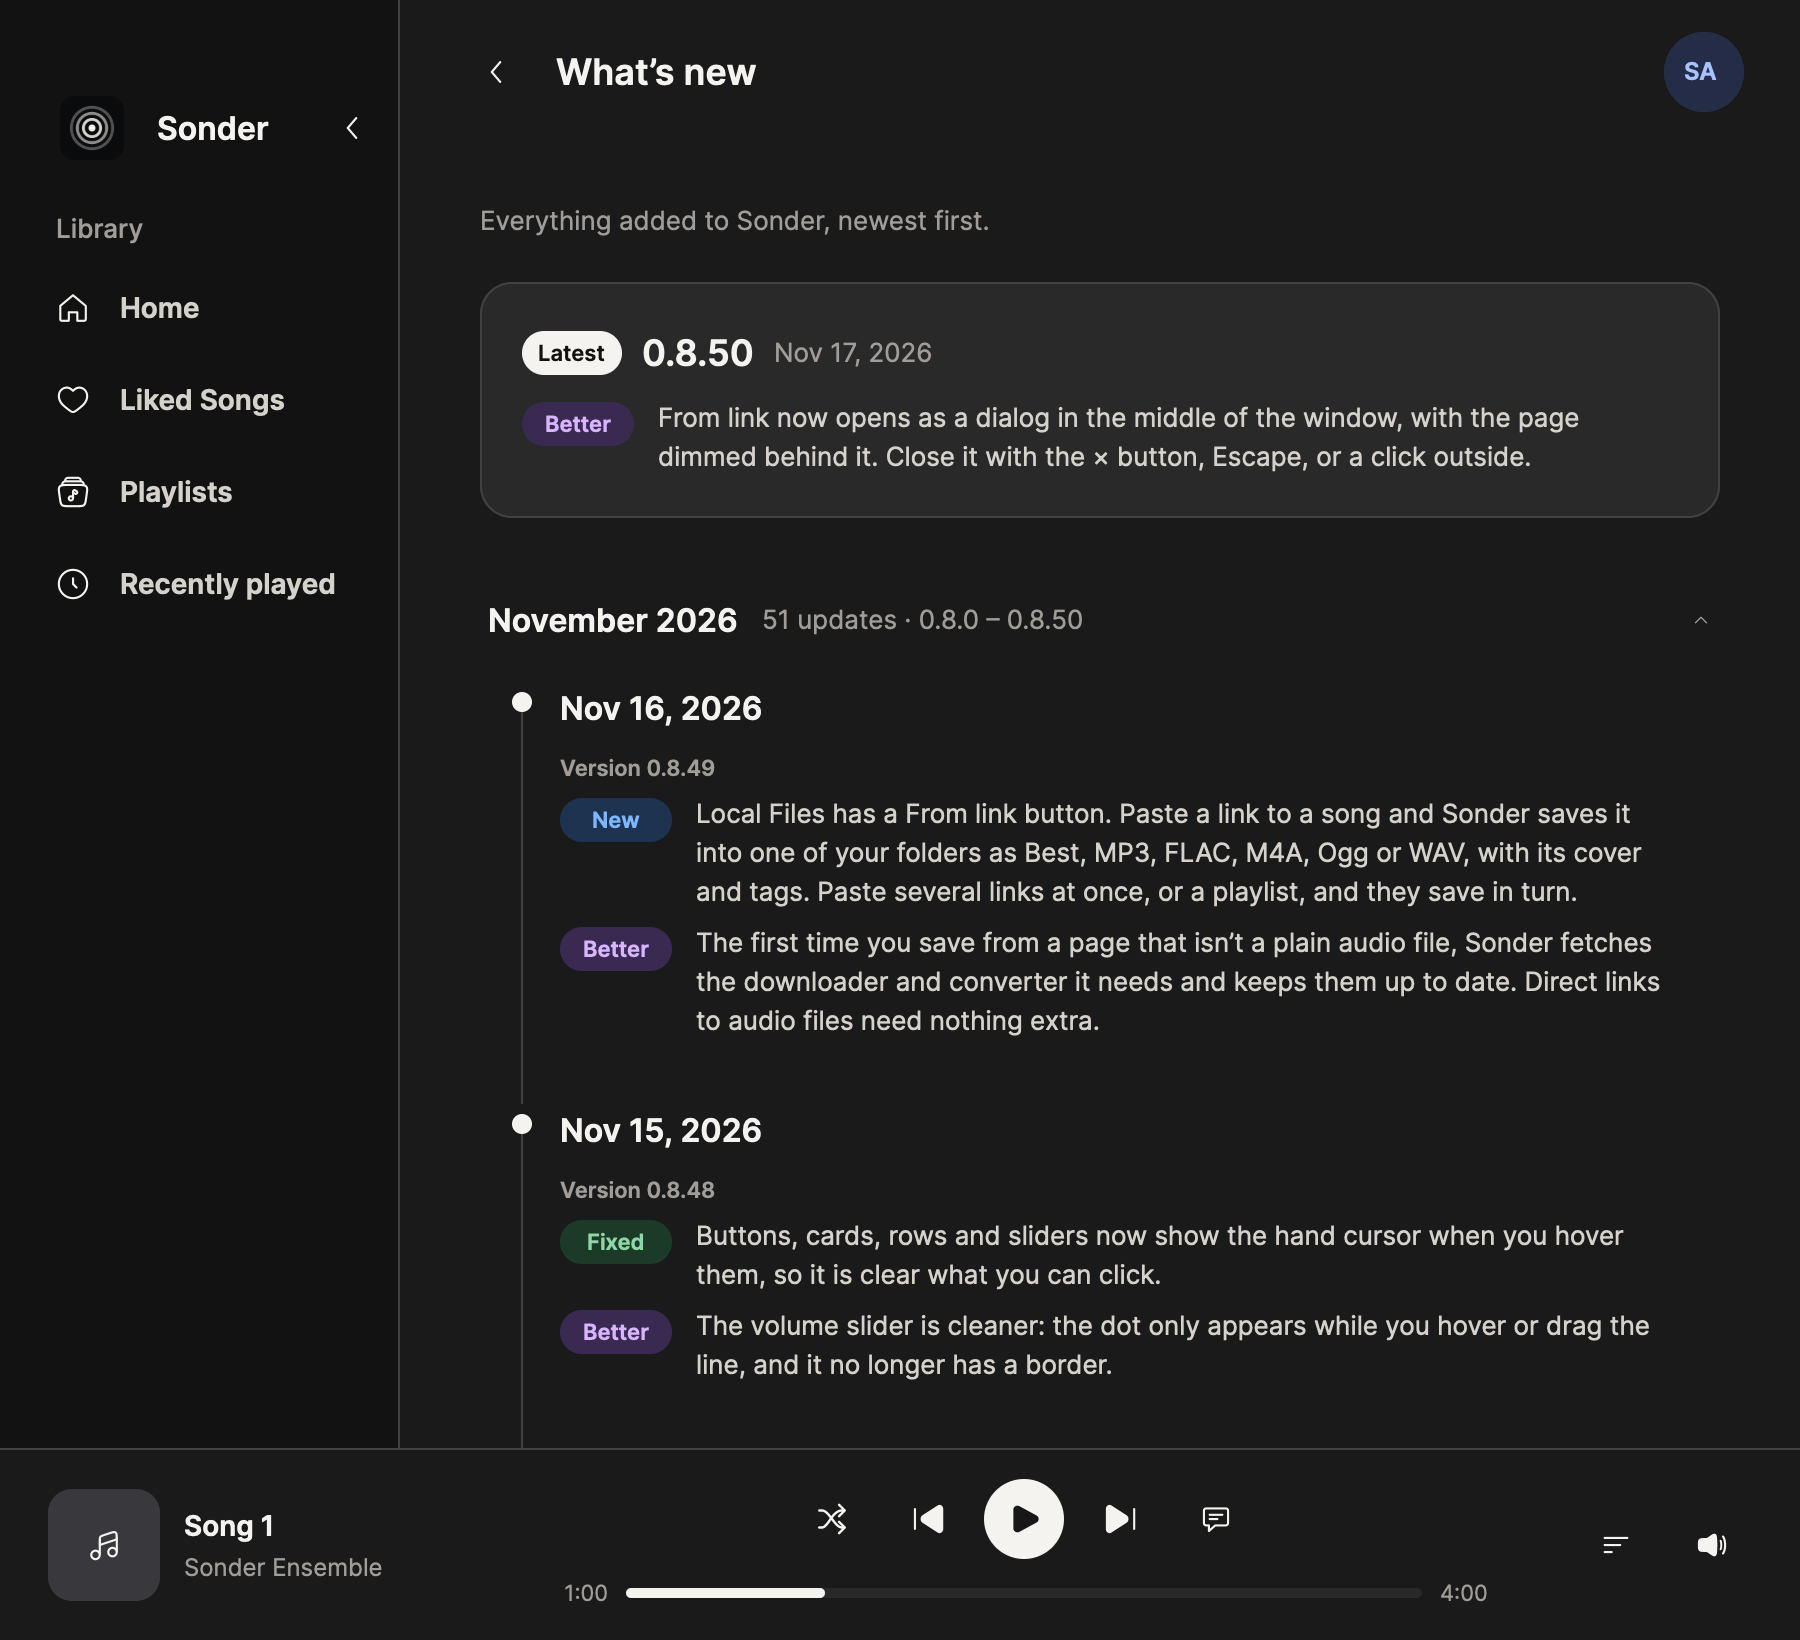 Sonder
Library
Home
Liked Songs
Playlists
Recently played
What’s new
SA
Everything added to Sonder, newest first.
Latest 0.8.50 Nov 17, 2026
Better From link now opens as a dialog in the middle of the window, with the page
dimmed behind it. Close it with the × button, Escape, or a click outside.
November 2026 51 updates · 0.8.0 – 0.8.50
Nov 16, 2026
Version 0.8.49
New Local Files has a From link button. Paste a link to a song and Sonder saves it
into one of your folders as Best, MP3, FLAC, M4A, Ogg or WAV, with its cover
and tags. Paste several links at once, or a playlist, and they save in turn.
Better The first time you save from a page that isn’t a plain audio file, Sonder fetches
the downloader and converter it needs and keeps them up to date. Direct links
to audio files need nothing extra.
Nov 15, 2026
Version 0.8.48
Fixed Buttons, cards, rows and sliders now show the hand cursor when you hover
them, so it is clear what you can click.
Better The volume slider is cleaner: the dot only appears while you hover or drag the
line, and it no longer has a border.
Song 1
Sonder Ensemble
1:00 4:00